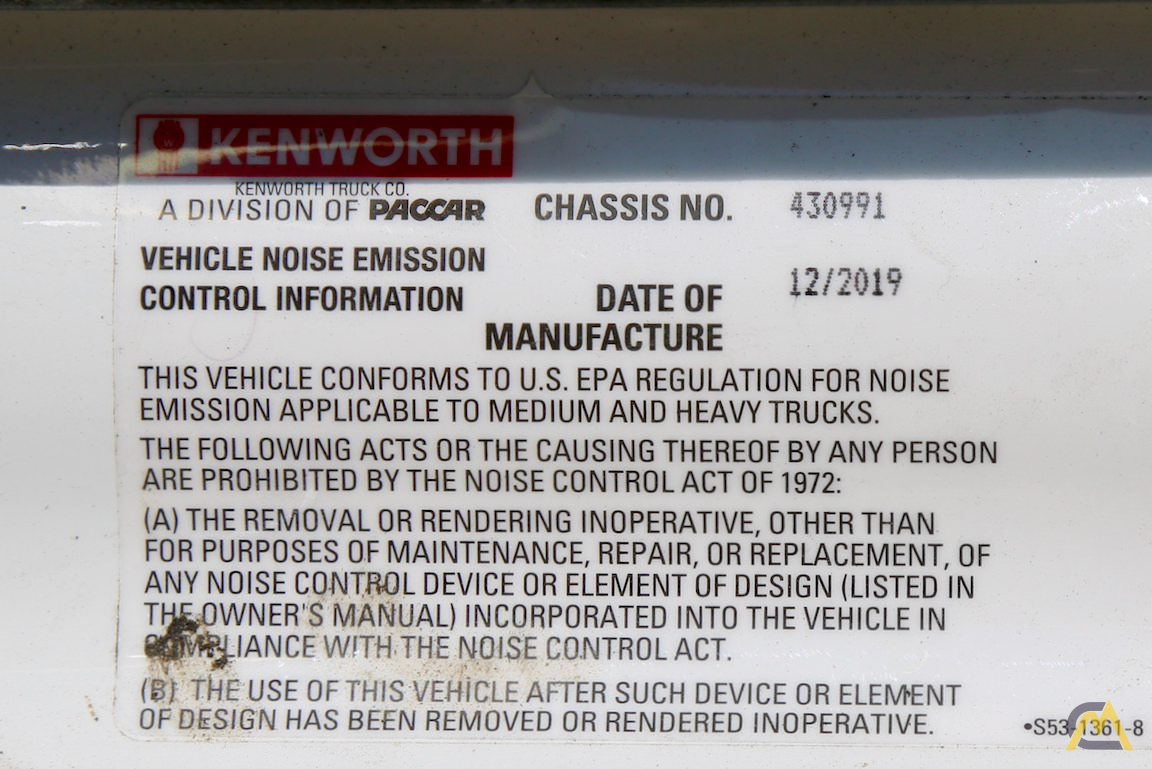 KENWORTH
KENWORTH TRUCK CO.
A DIVISION OF PACCAR
CHASSIS NO. 430991
VEHICLE NOISE EMISSION
CONTROL INFORMATION
DATE OF
MANUFACTURE
12/2019
THIS VEHICLE CONFORMS TO U.S. EPA REGULATION FOR NOISE
EMISSION APPLICABLE TO MEDIUM AND HEAVY TRUCKS.
THE FOLLOWING ACTS OR THE CAUSING THEREOF BY ANY PERSON
ARE PROHIBITED BY THE NOISE CONTROL ACT OF 1972:
(A) THE REMOVAL OR RENDERING INOPERATIVE, OTHER THAN
FOR PURPOSES OF MAINTENANCE, REPAIR, OR REPLACEMENT, OF
ANY NOISE CONTROL DEVICE OR ELEMENT OF DESIGN (LISTED IN
THE OWNER'S MANUAL) INCORPORATED INTO THE VEHICLE IN
COMPLIANCE WITH THE NOISE CONTROL ACT.
(B) THE USE OF THIS VEHICLE AFTER SUCH DEVICE OR ELEMENT
OF DESIGN HAS BEEN REMOVED OR RENDERED INOPERATIVE.
•S53-1361-8